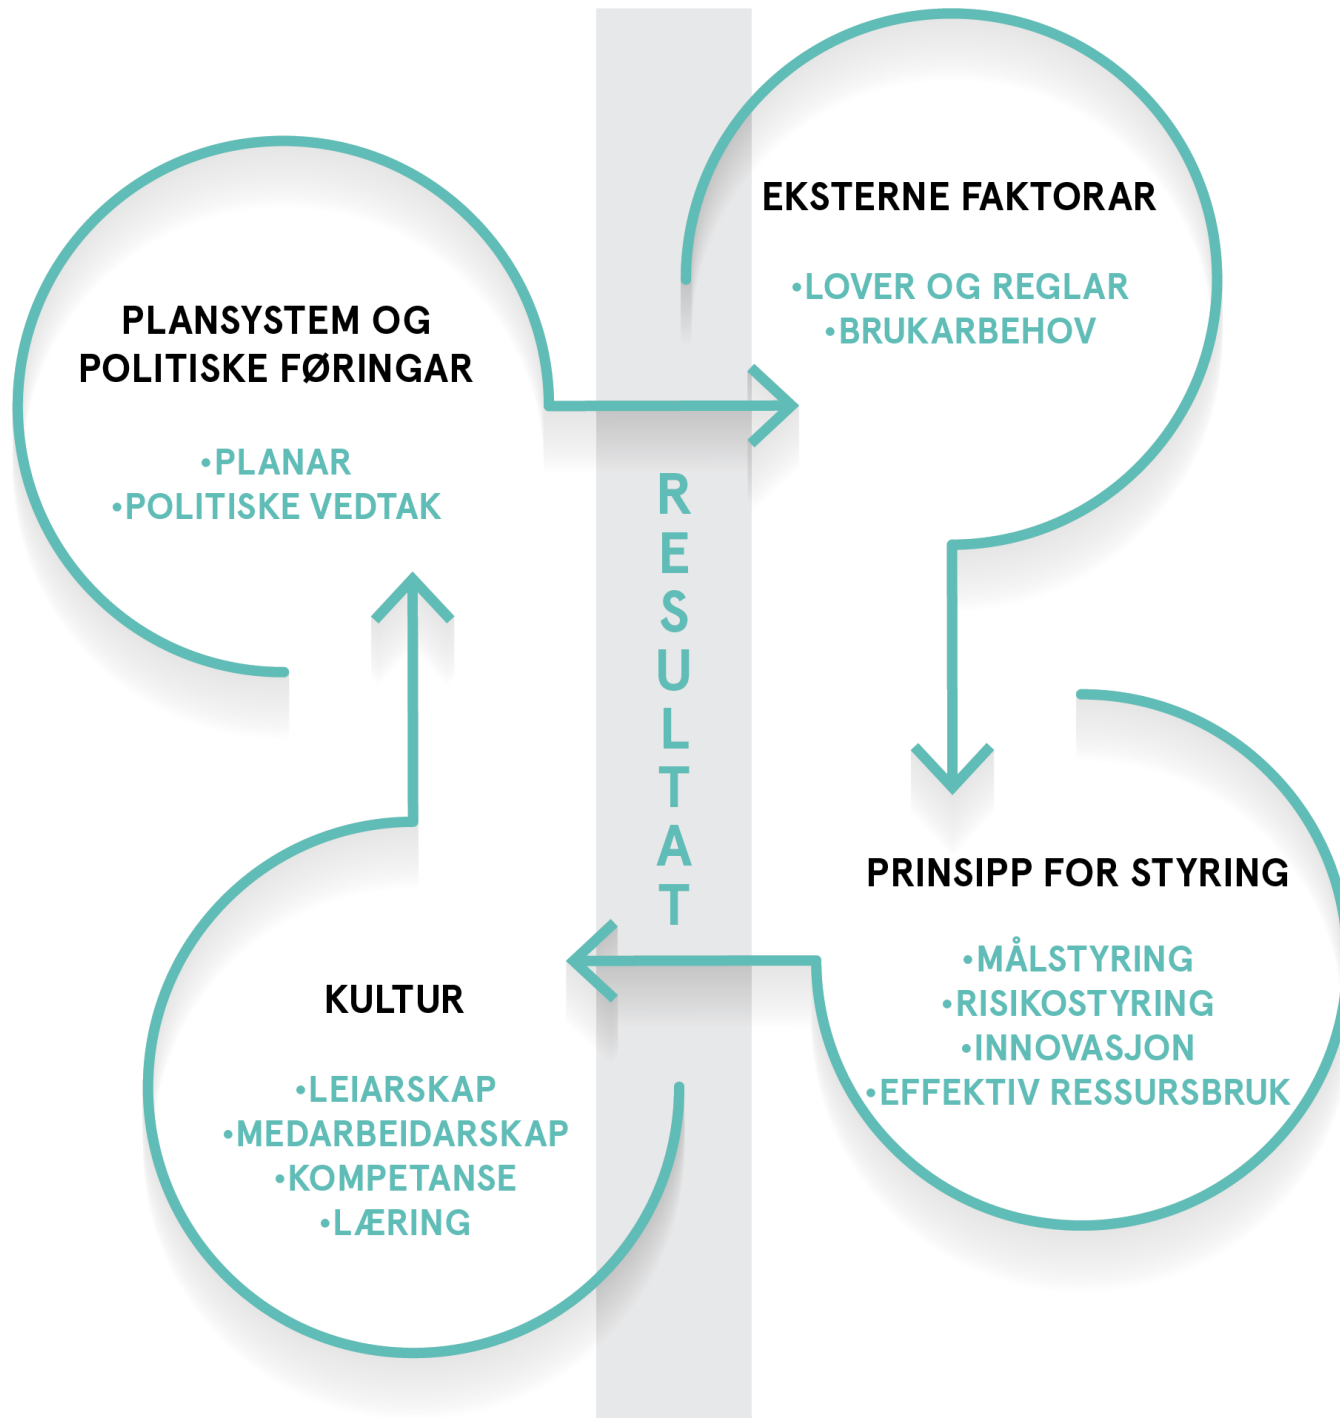 PLANSYSTEM OG
POLITISKE FØRINGAR
•PLANAR
•POLITISKE VEDTAK
EKSTERNE FAKTORAR
•LOVER OG REGLAR
•BRUKARBEHOV
RESULTAT
PRINSIPP FOR STYRING
•MÅLSTYRING
•RISIKOSTYRING
•INNOVASJON
•EFFEKTIV RESSURSBRUK
KULTUR
•LEIARSKAP
•MEDARBEIDARSKAP
•KOMPETANSE
•LÆRING